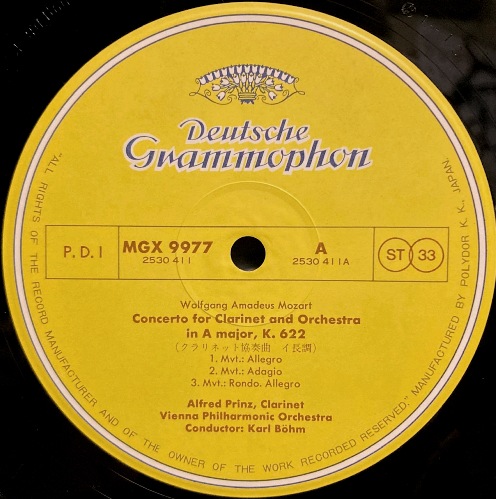 Deutsche
Grammophon
P.D.I
MGX 9977
2530 411
A
2530 411A
ST 33
Wolfgang Amadeus Mozart
Concerto for Clarinet and Orchestra
in A major, K. 622
(クラリネット協奏曲 イ長調)
1. Mvt.: Allegro
2. Mvt.: Adagio
3. Mvt.: Rondo. Allegro
Alfred Prinz, Clarinet
Vienna Philharmonic Orchestra
Conductor: Karl Böhm
"ALL RIGHTS OF THE RECORD MANUFACTURER AND OF THE OWNER OF THE WORK RECORDED RESERVED." MANUFACTURED BY POLYDOR K. K., JAPAN.